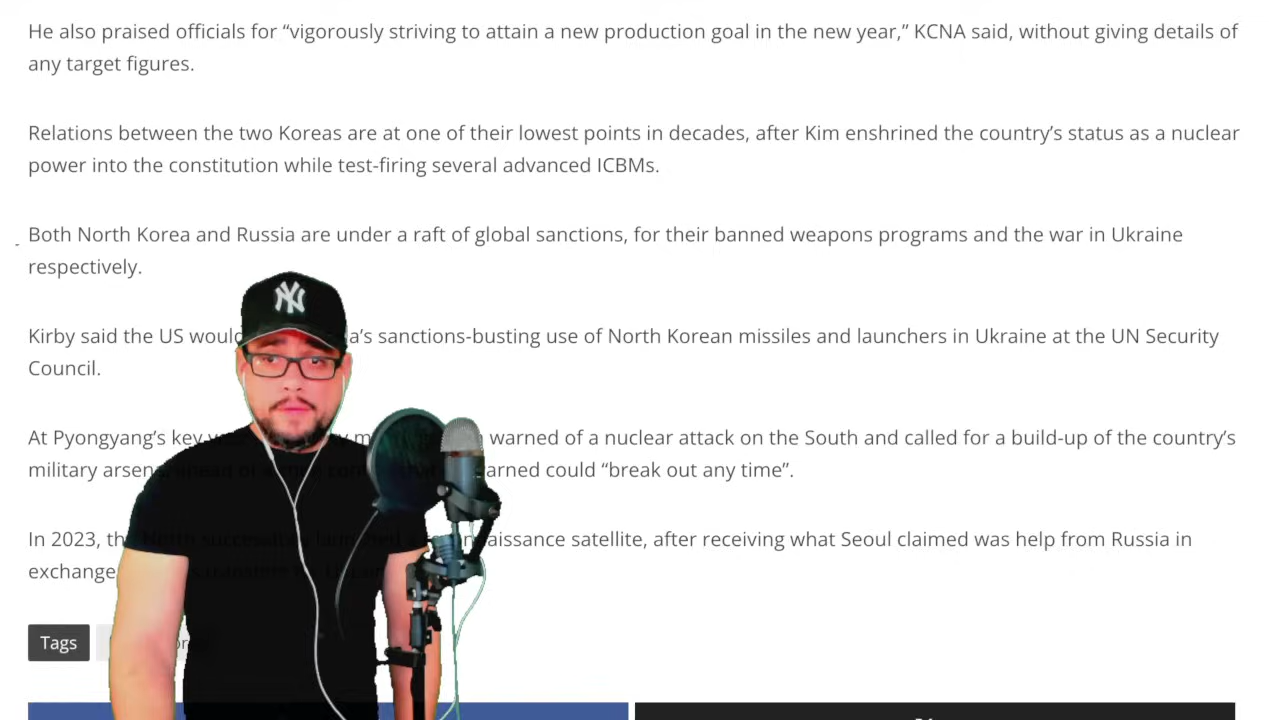 He also praised officials for “vigorously striving to attain a new production goal in the new year,” KCNA said, without giving details of
any target figures.
Relations between the two Koreas are at one of their lowest points in decades, after Kim enshrined the country’s status as a nuclear
power into the constitution while test-firing several advanced ICBMs.
Both North Korea and Russia are under a raft of global sanctions, for their banned weapons programs and the war in Ukraine
respectively.
Kirby said the US would a’s sanctions-busting use of North Korean missiles and launchers in Ukraine at the UN Security
Council.
NY
At Pyongyang’s key warned of a nuclear attack on the South and called for a build-up of the country’s
military arsenal ahead of a could “break out any time”.
In 2023, the North successfully satellite, after receiving what Seoul claimed was help from Russia in
exchange
Tags